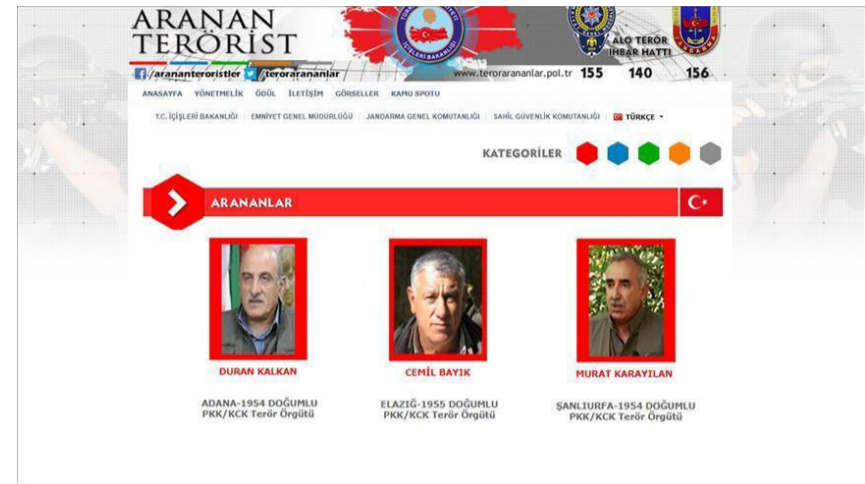 ARANAN
TERÖRİST
ALO TERÖR
İHBAR HATTI
/arananteroristler /terorarananlar www.terorarananlar.pol.tr 155 140 156
ANASAYFA YÖNETMELİK ÖDÜL İLETİŞİM GÖRSELLER KAMU SPOTU
T.C. İÇİŞLERİ BAKANLIĞI EMNİYET GENEL MÜDÜRLÜĞÜ JANDARMA GENEL KOMUTANLIĞI SAHİL GÜVENLİK KOMUTANLIĞI TÜRKÇE
KATEGORİLER
ARANANLAR
DURAN KALKAN CEMİL BAYIK MURAT KARAYILAN
ADANA-1954 DOĞUMLU ELAZIĞ-1955 DOĞUMLU ŞANLIURFA-1954 DOĞUMLU
PKK/KCK Terör Örgütü PKK/KCK Terör Örgütü PKK/KCK Terör Örgütü